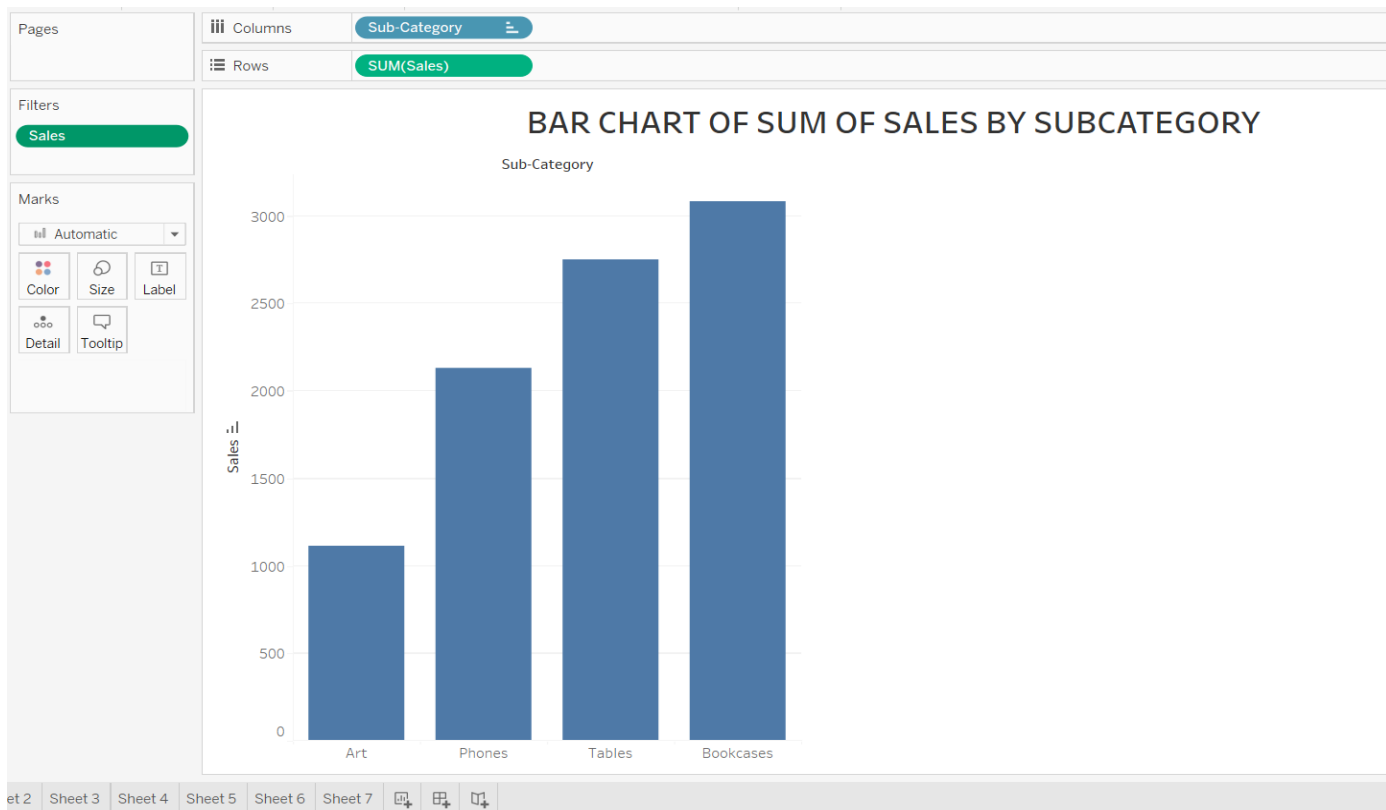 Pages
Columns
Sub-Category
Rows
SUM(Sales)
Filters
Sales
Marks
Automatic
Color Size Label
Detail Tooltip
BAR CHART OF SUM OF SALES BY SUBCATEGORY
Sub-Category
3000
2500
2000
1500
1000
500
0
Sales
Art Phones Tables Bookcases
et 2 Sheet 3 Sheet 4 Sheet 5 Sheet 6 Sheet 7